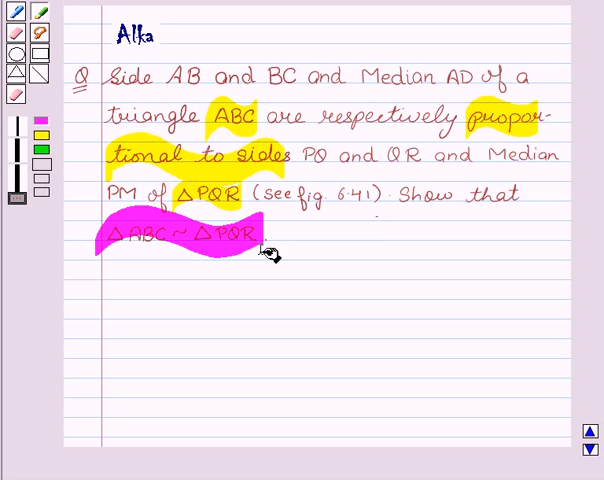 Alka
Q Side AB and BC and Median AD of a
triangle ABC are respectively propor-
tional to sides PQ and QR and Median
PM of △PQR (see fig. 6.41). Show that
△ABC ~ △PQR.